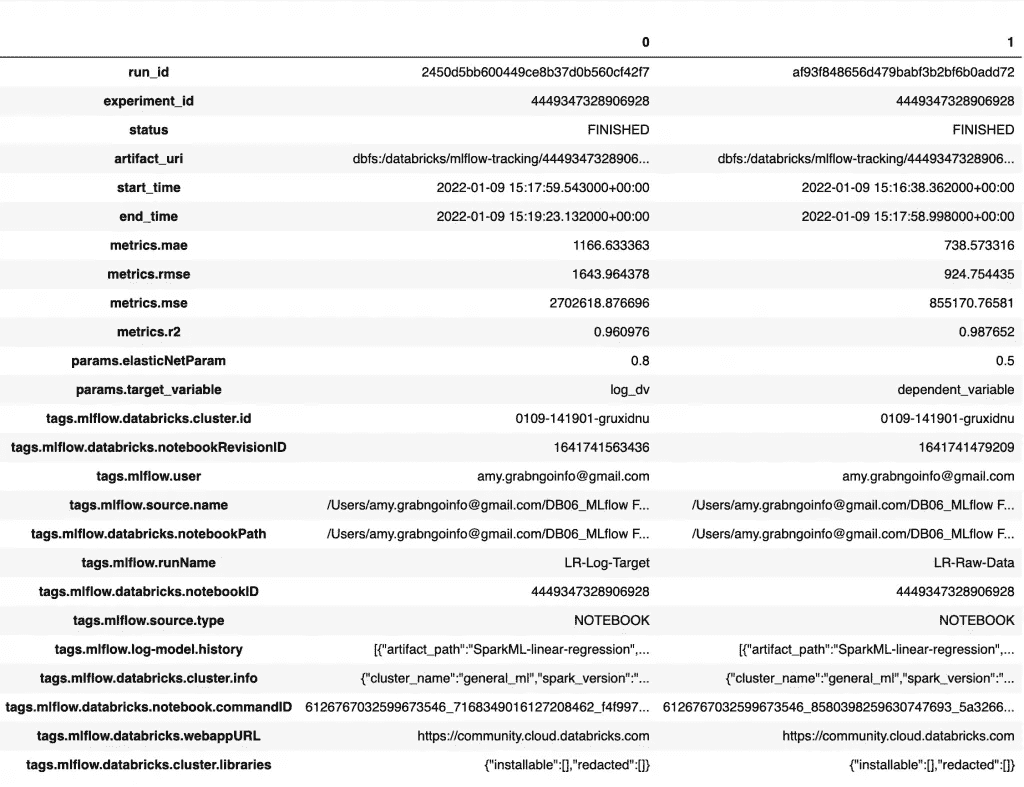 0 1
run_id 2450d5bb600449ce8b37d0b560cf42f7 af93f848656d479babf3b2bf6b0add72
experiment_id 4449347328906928 4449347328906928
status FINISHED FINISHED
artifact_uri dbfs:/databricks/mlflow-tracking/4449347328906... dbfs:/databricks/mlflow-tracking/4449347328906...
start_time 2022-01-09 15:17:59.543000+00:00 2022-01-09 15:16:38.362000+00:00
end_time 2022-01-09 15:19:23.132000+00:00 2022-01-09 15:17:58.998000+00:00
metrics.mae 1166.633363 738.573316
metrics.rmse 1643.964378 924.754435
metrics.mse 2702618.876696 855170.76581
metrics.r2 0.960976 0.987652
params.elasticNetParam 0.8 0.5
params.target_variable log_dv dependent_variable
tags.mlflow.databricks.cluster.id 0109-141901-gruxidnu 0109-141901-gruxidnu
tags.mlflow.databricks.notebookRevisionID 1641741563436 1641741479209
tags.mlflow.user amy.grabngoinfo@gmail.com amy.grabngoinfo@gmail.com
tags.mlflow.source.name /Users/amy.grabngoinfo@gmail.com/DB06_MLflow F... /Users/amy.grabngoinfo@gmail.com/DB06_MLflow F...
tags.mlflow.databricks.notebookPath /Users/amy.grabngoinfo@gmail.com/DB06_MLflow F... /Users/amy.grabngoinfo@gmail.com/DB06_MLflow F...
tags.mlflow.runName LR-Log-Target LR-Raw-Data
tags.mlflow.databricks.notebookID 4449347328906928 4449347328906928
tags.mlflow.source.type NOTEBOOK NOTEBOOK
tags.mlflow.log-model.history [{"artifact_path":"SparkML-linear-regression",... [{"artifact_path":"SparkML-linear-regression",...
tags.mlflow.databricks.cluster.info {"cluster_name":"general_ml","spark_version":"... {"cluster_name":"general_ml","spark_version":"...
tags.mlflow.databricks.notebook.commandID 6126767032599673546_7168349016127208462_f4f997... 6126767032599673546_8580398259630747693_5a3266...
tags.mlflow.databricks.webappURL https://community.cloud.databricks.com https://community.cloud.databricks.com
tags.mlflow.databricks.cluster.libraries {"installable":[],"redacted":[]} {"installable":[],"redacted":[]}